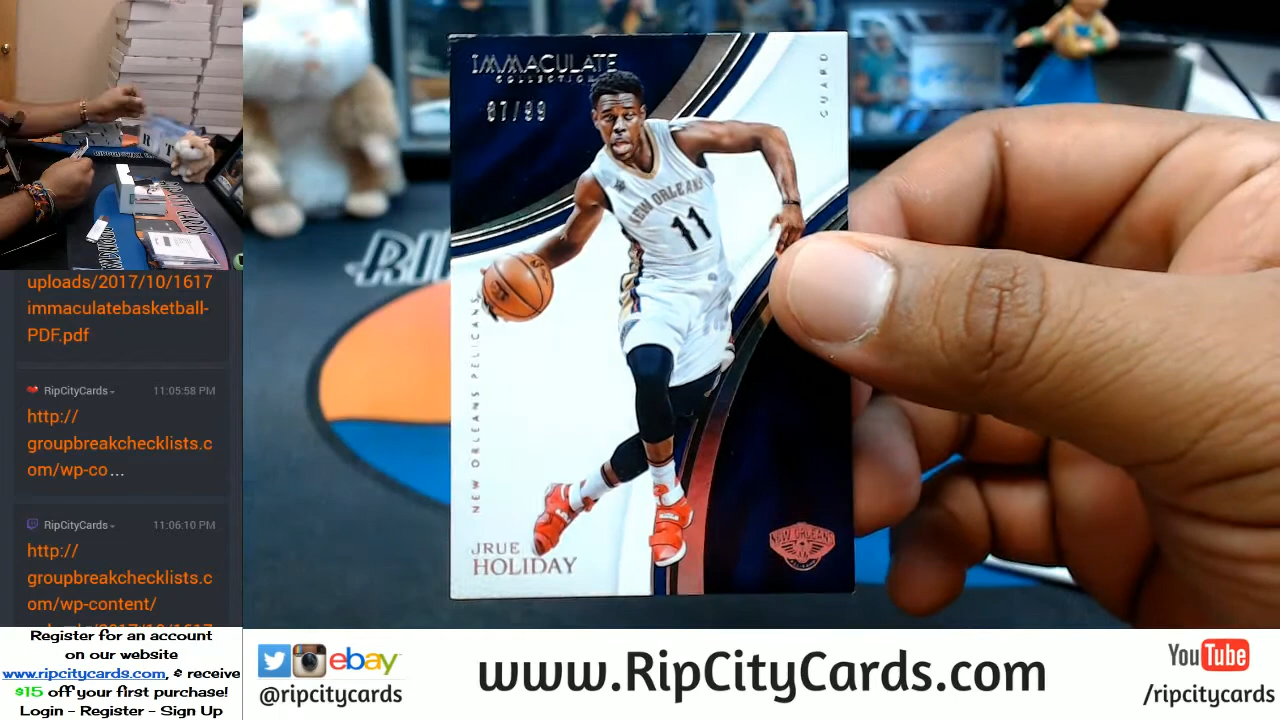 uploads/2017/10/1617
immaculatebasketball-
PDF.pdf
RipCityCards 11:05:58 PM
http://
groupbreakchecklists.c
om/wp-co...
RipCityCards 11:06:10 PM
http://
groupbreakchecklists.c
om/wp-content/
Register for an account
on our website
www.ripcitycards.com, & receive
$15 off your first purchase!
Login - Register - Sign Up
IMMACULATE
COLLECTION
07/99
GUARD
NEW ORLEANS
11
NEW ORLEANS PELICANS
JRUE
HOLIDAY
NEW ORLEANS
ebay
@ripcitycards
www.RipCityCards.com
YouTube
/ripcitycards